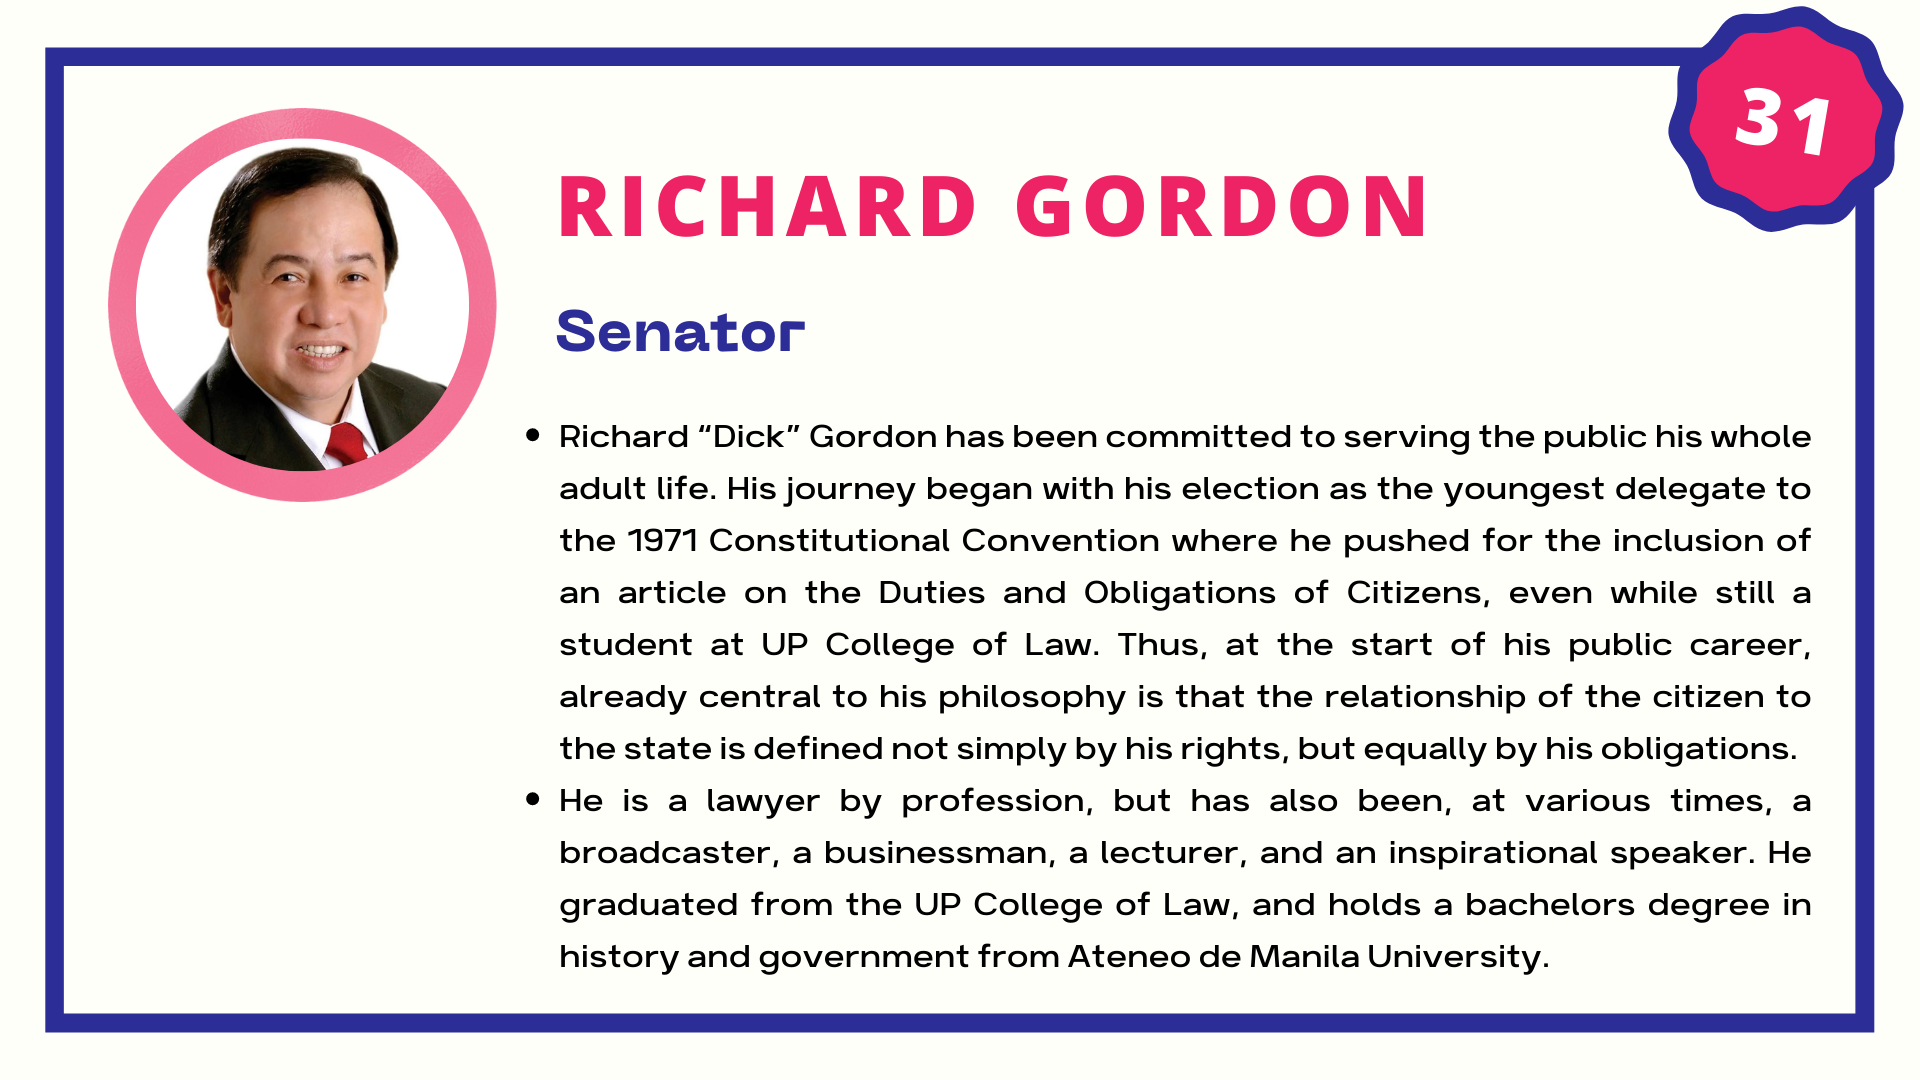 31
RICHARD GORDON
Senator
• Richard “Dick” Gordon has been committed to serving the public his whole
adult life. His journey began with his election as the youngest delegate to
the 1971 Constitutional Convention where he pushed for the inclusion of
an article on the Duties and Obligations of Citizens, even while still a
student at UP College of Law. Thus, at the start of his public career,
already central to his philosophy is that the relationship of the citizen to
the state is defined not simply by his rights, but equally by his obligations.
• He is a lawyer by profession, but has also been, at various times, a
broadcaster, a businessman, a lecturer, and an inspirational speaker. He
graduated from the UP College of Law, and holds a bachelors degree in
history and government from Ateneo de Manila University.